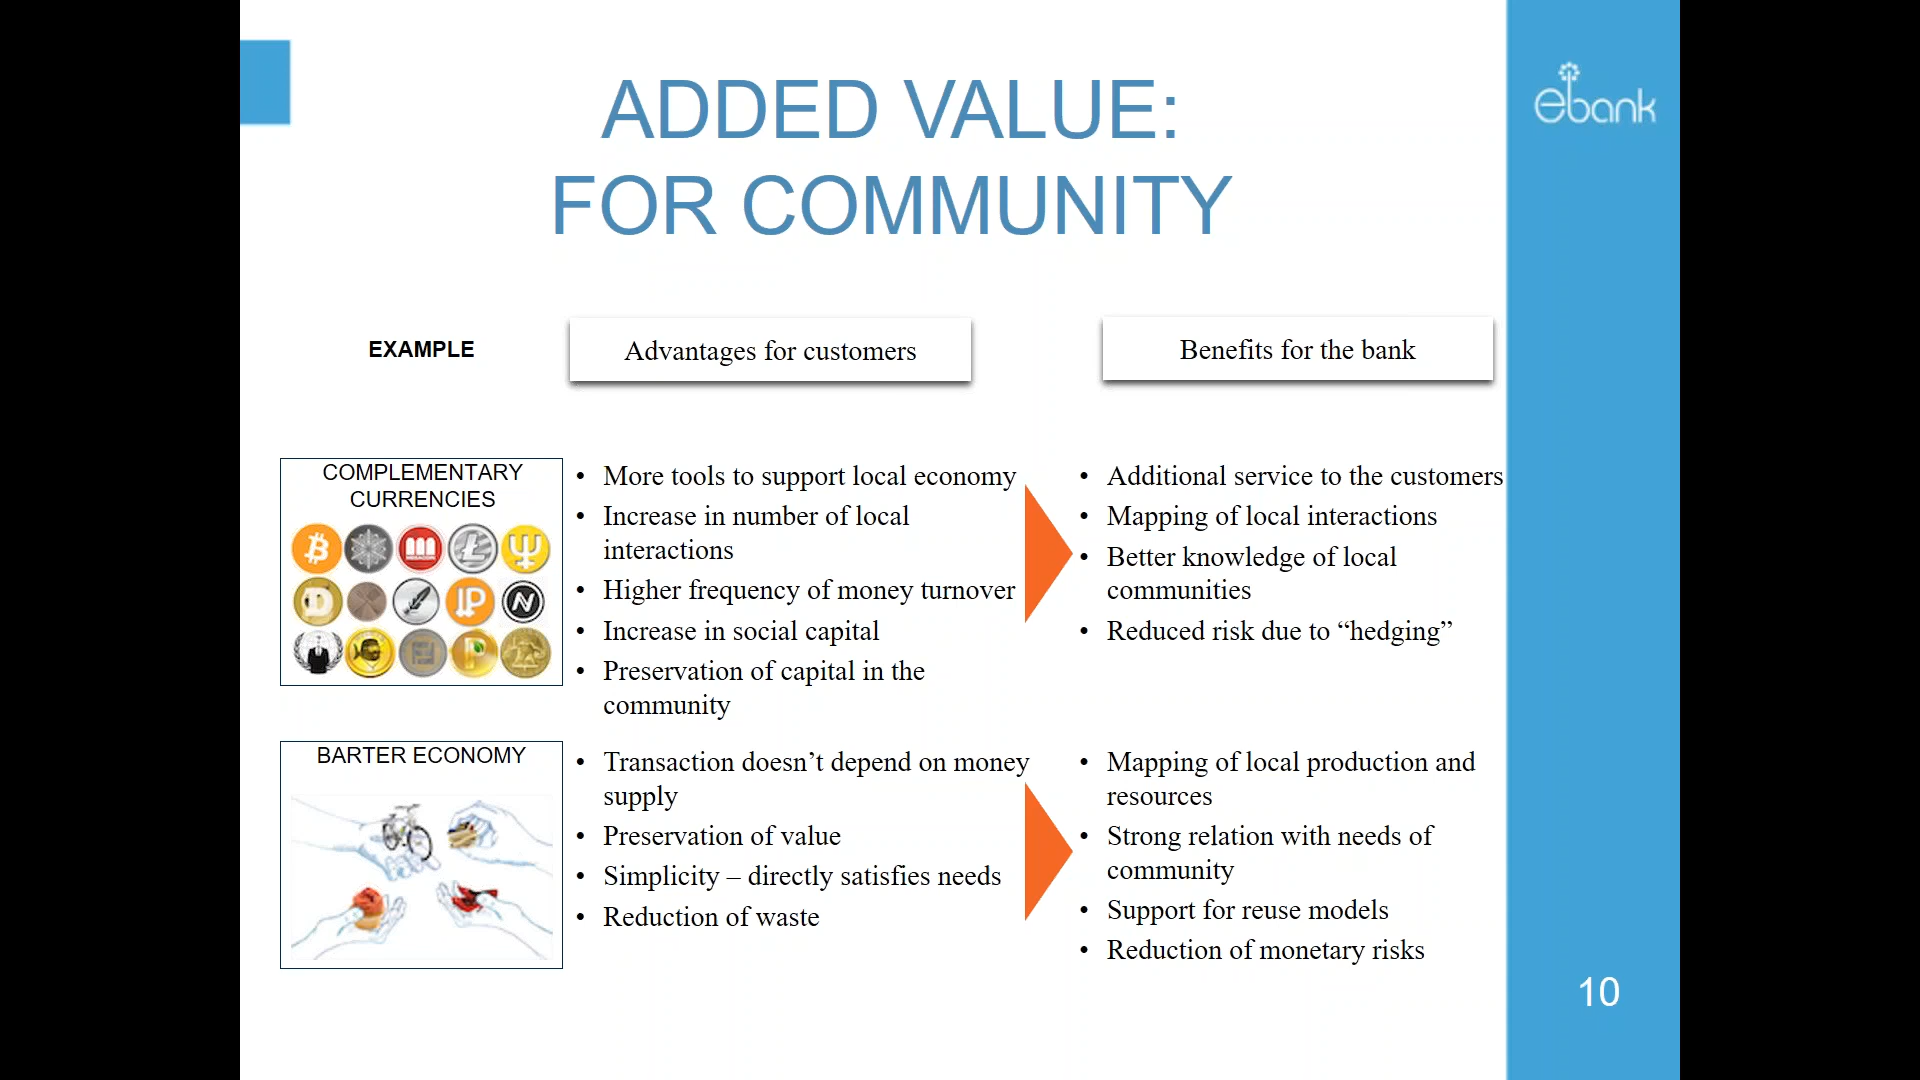 ADDED VALUE:
FOR COMMUNITY
ebank
EXAMPLE
Advantages for customers
Benefits for the bank
COMPLEMENTARY
CURRENCIES
• More tools to support local economy
• Increase in number of local
interactions
• Higher frequency of money turnover
• Increase in social capital
• Preservation of capital in the
community
• Additional service to the customers
• Mapping of local interactions
• Better knowledge of local
communities
• Reduced risk due to “hedging”
BARTER ECONOMY
• Transaction doesn’t depend on money
supply
• Preservation of value
• Simplicity – directly satisfies needs
• Reduction of waste
• Mapping of local production and
resources
• Strong relation with needs of
community
• Support for reuse models
• Reduction of monetary risks
10